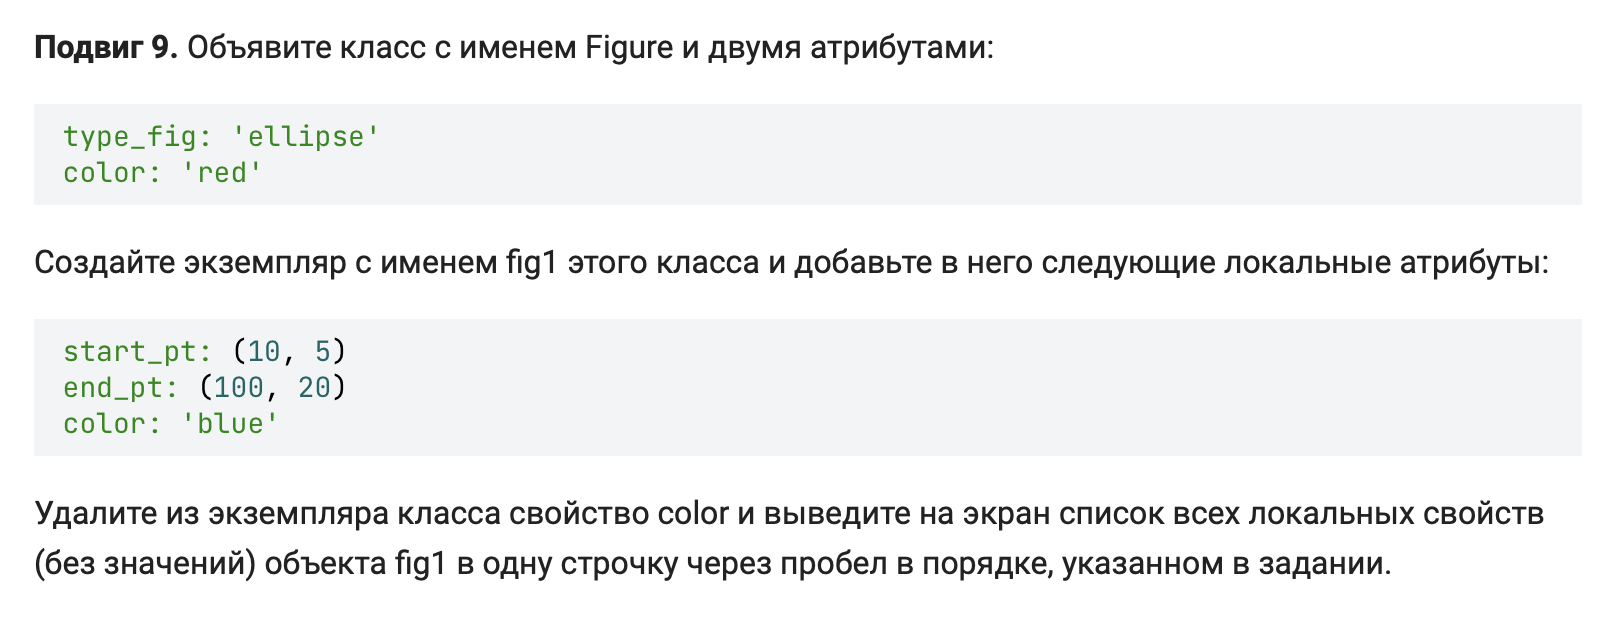 Подвиг 9. Объявите класс с именем Figure и двумя атрибутами:
type_fig: 'ellipse'
color: 'red'
Создайте экземпляр с именем fig1 этого класса и добавьте в него следующие локальные атрибуты:
start_pt: (10, 5)
end_pt: (100, 20)
color: 'blue'
Удалите из экземпляра класса свойство color и выведите на экран список всех локальных свойств
(без значений) объекта fig1 в одну строчку через пробел в порядке, указанном в задании.